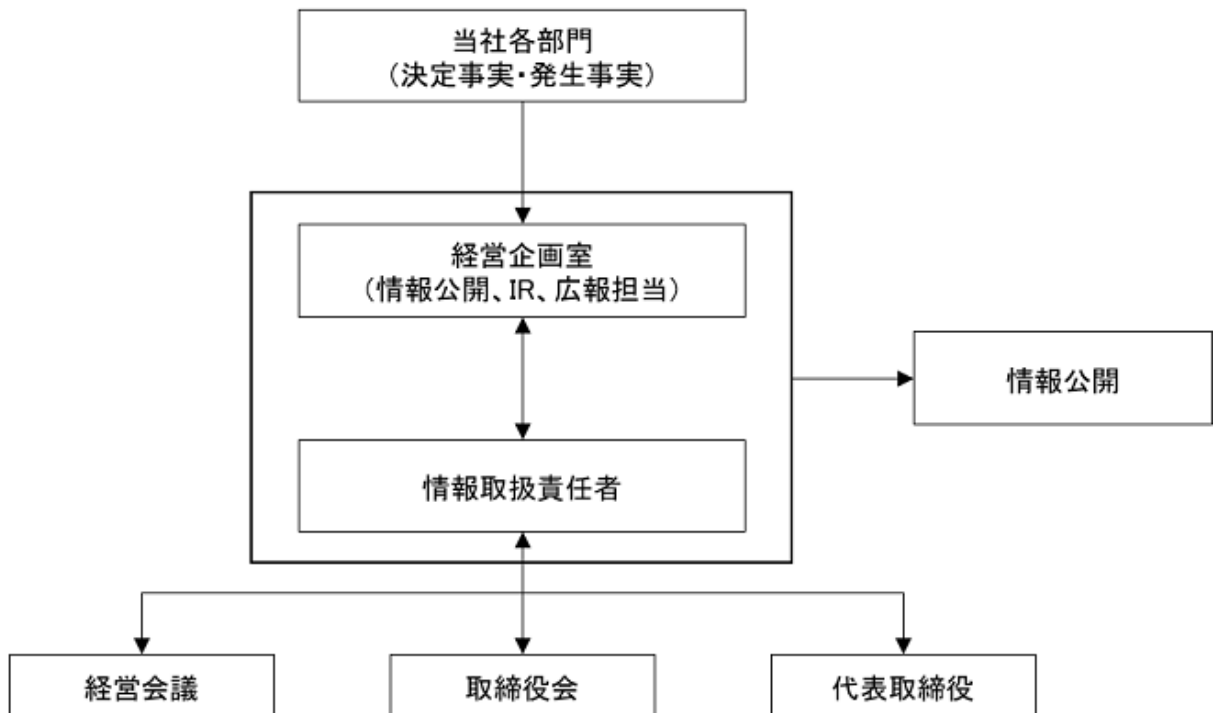 当社各部門
（決定事実・発生事実）
経営企画室
（情報公開、IR、広報担当）
情報公開
情報取扱責任者
経営会議
取締役会
代表取締役